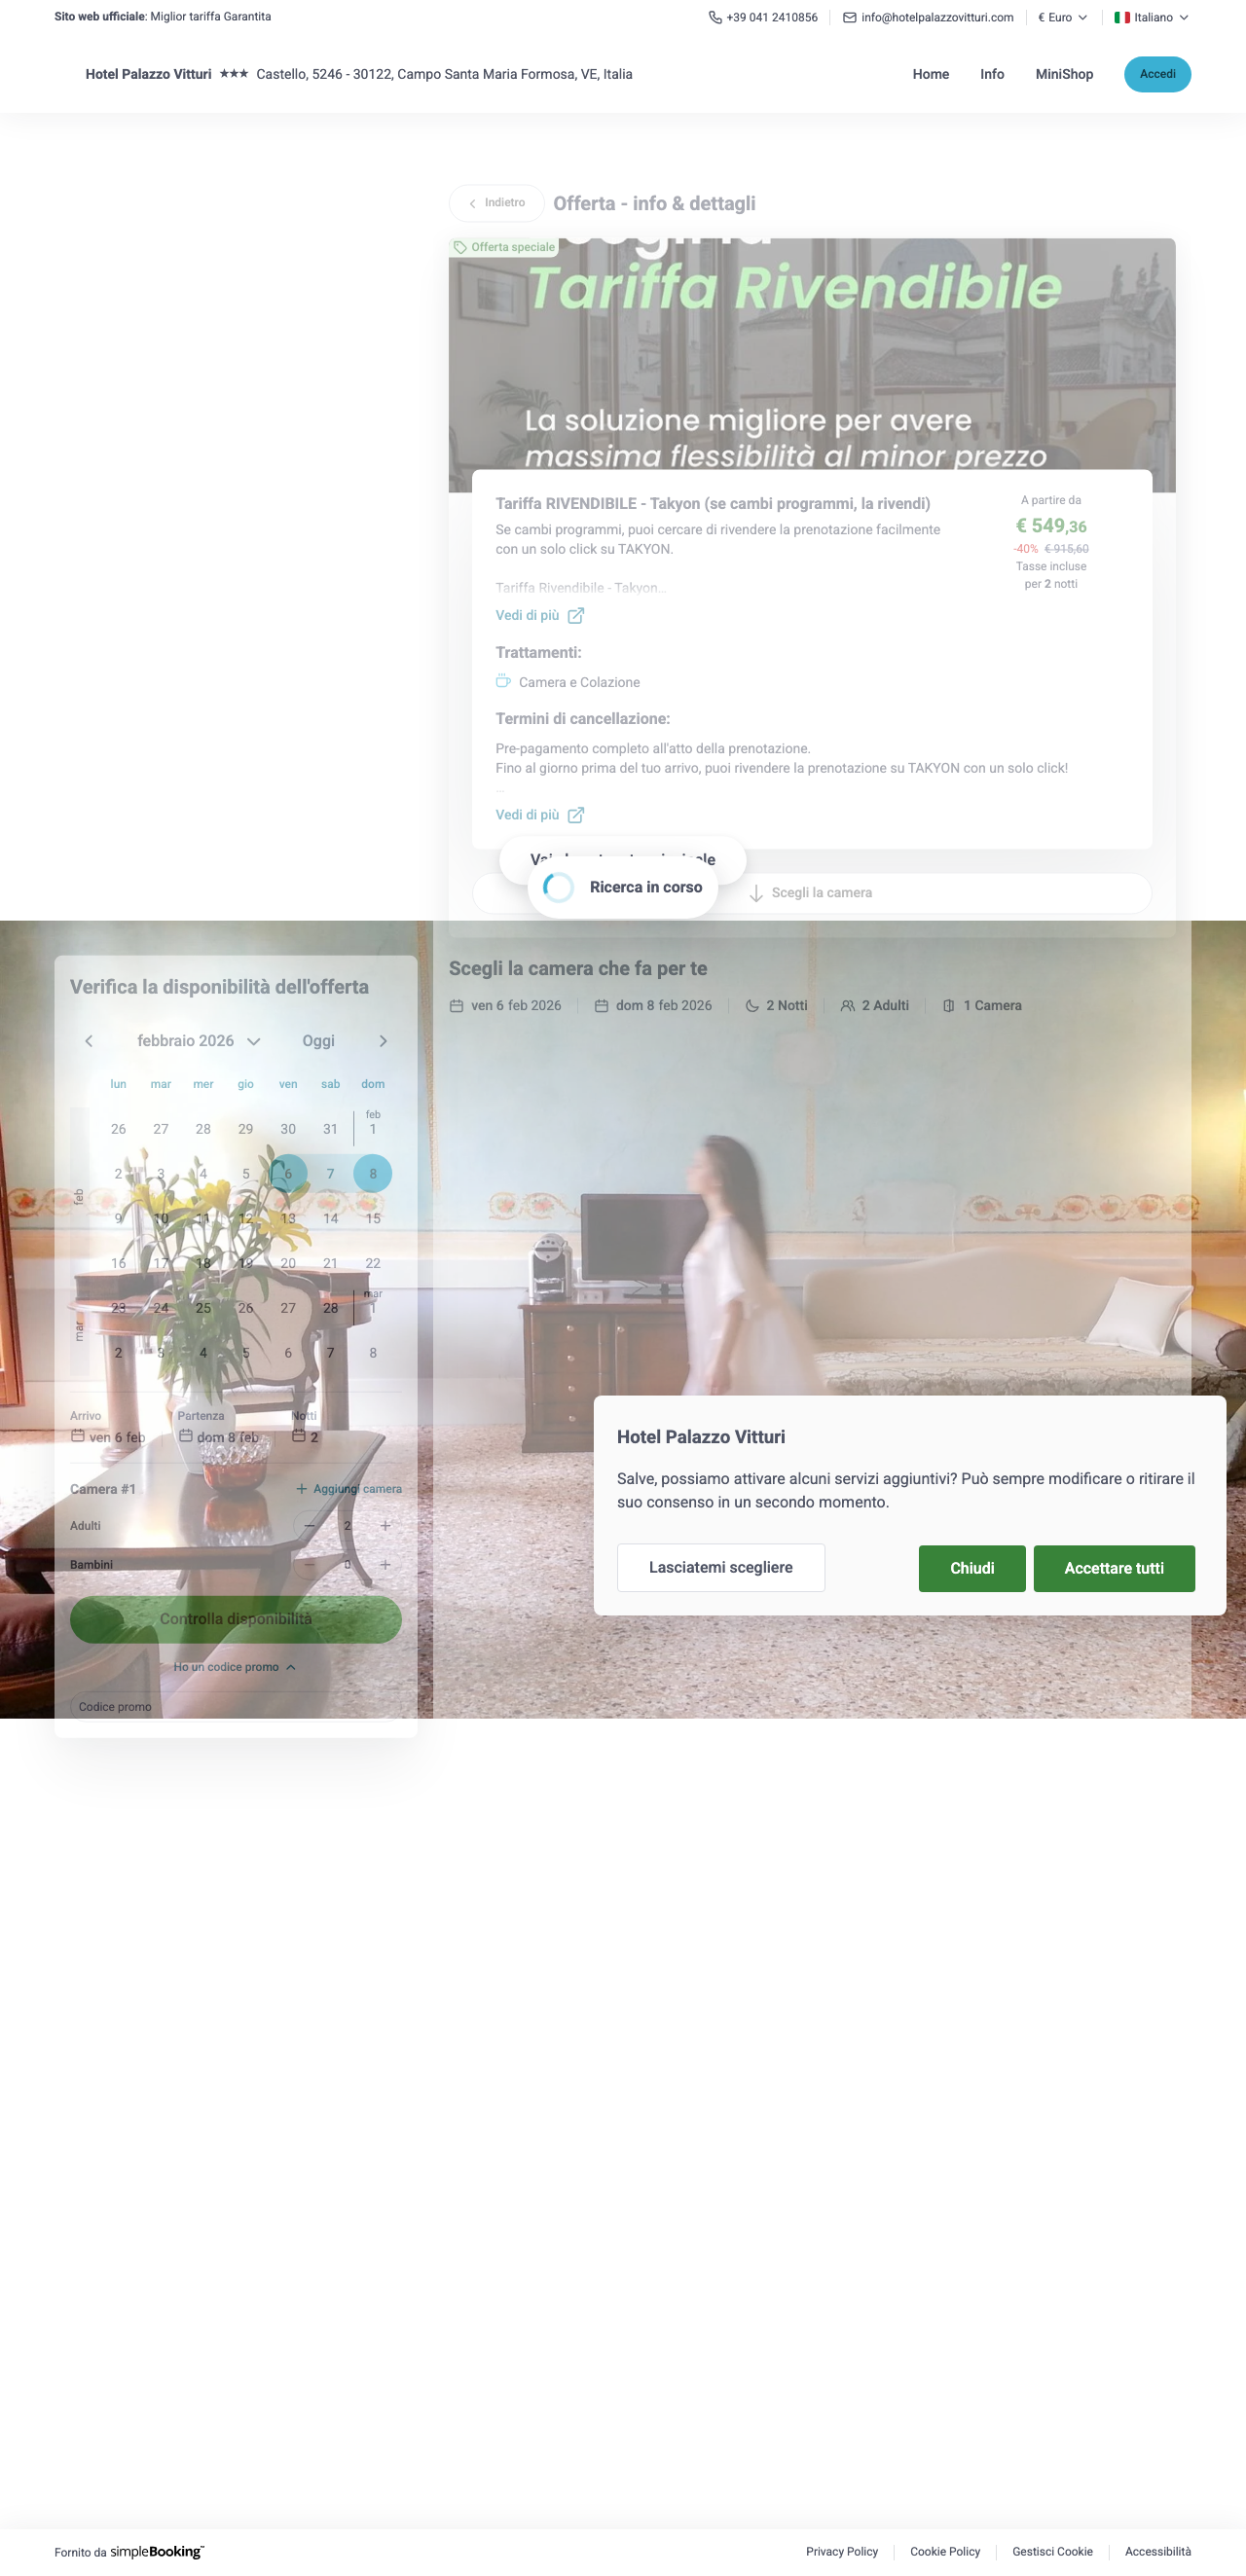 Sito web ufficiale: Miglior tariffa Garantita
+39 041 2410856
info@hotelpalazzovitturi.com
€ Euro
Italiano
Hotel Palazzo Vitturi ★★★ Castello, 5246 - 30122, Campo Santa Maria Formosa, VE, Italia
Home
Info
MiniShop
Accedi
Indietro
Offerta - info & dettagli
Offerta speciale
Tariffa Rivendibile
La soluzione migliore per avere
massima flessibilità al minor prezzo
Tariffa RIVENDIBILE - Takyon (se cambi programmi, la rivendi)
Se cambi programmi, puoi cercare di rivendere la prenotazione facilmente
con un solo click su TAKYON.
Tariffa Rivendibile - Takyon...
Vedi di più
A partire da
€ 549,36
-40% € 915,60
Tasse incluse
per 2 notti
Trattamenti:
Camera e Colazione
Termini di cancellazione:
Pre-pagamento completo all'atto della prenotazione.
Fino al giorno prima del tuo arrivo, puoi rivendere la prenotazione su TAKYON con un solo click!
...
Vedi di più
Ricerca in corso
Scegli la camera
Scegli la camera che fa per te
ven 6 feb 2026
dom 8 feb 2026
2 Notti
2 Adulti
1 Camera
Verifica la disponibilità dell'offerta
febbraio 2026
Oggi
lun mar mer gio ven sab dom
feb
26 27 28 29 30 31 1
2 3 4 5 6 7 8
feb
9 10 11 12 13 14 15
16 17 18 19 20 21 22
mar
23 24 25 26 27 28 1
mar
2 3 4 5 6 7 8
Arrivo
ven 6 feb
Partenza
dom 8 feb
Notti
2
Camera #1
Aggiungi camera
Adulti
2
Bambini
0
Controlla disponibilità
Ho un codice promo
Codice promo
Hotel Palazzo Vitturi
Salve, possiamo attivare alcuni servizi aggiuntivi? Può sempre modificare o ritirare il
suo consenso in un secondo momento.
Lasciatemi scegliere
Chiudi
Accettare tutti
Fornito da simpleBooking™
Privacy Policy
Cookie Policy
Gestisci Cookie
Accessibilità